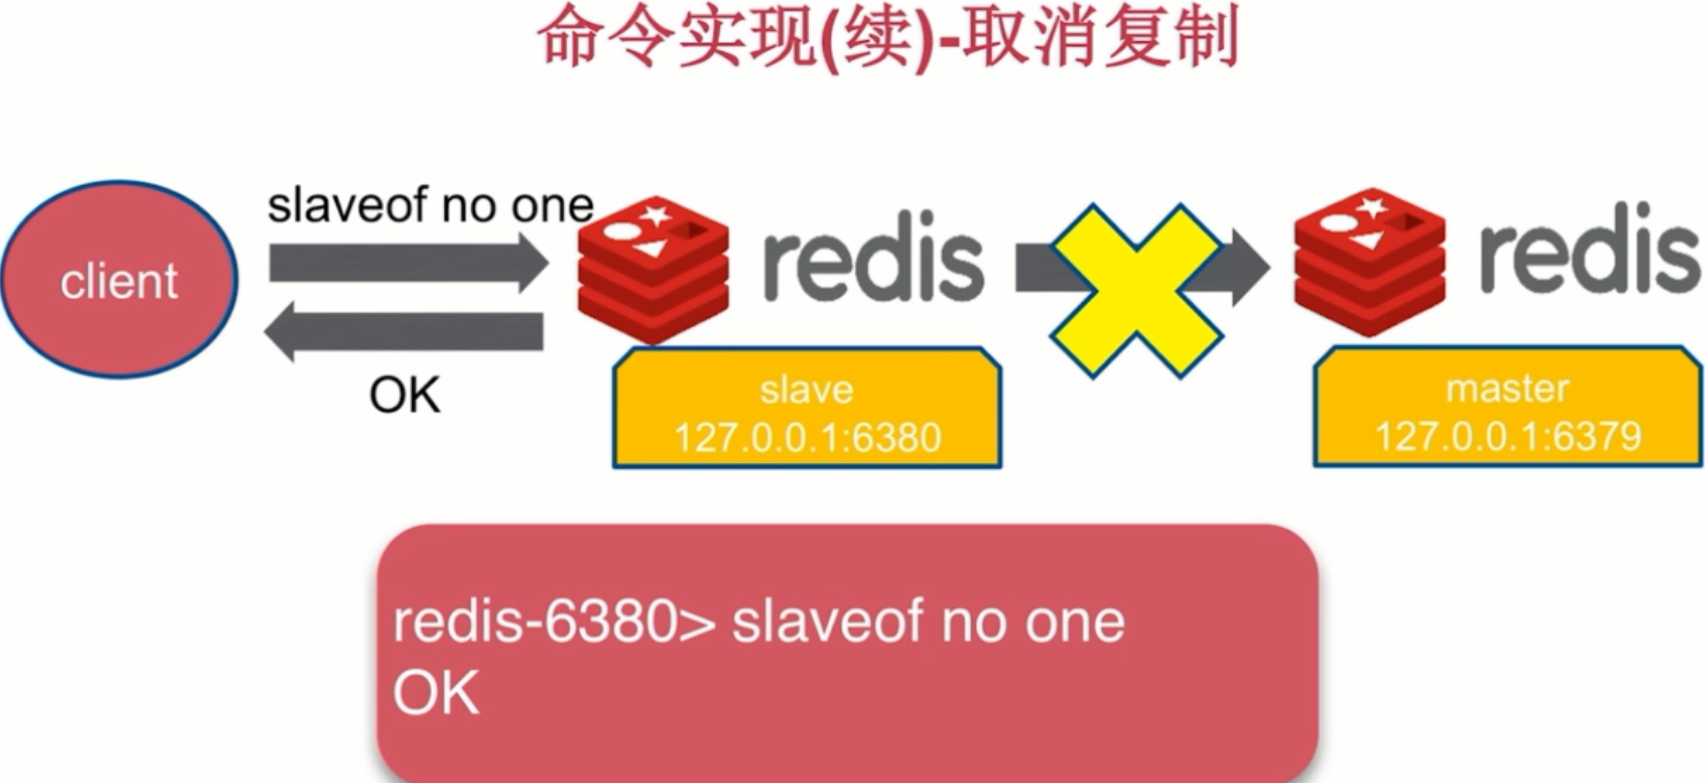 命令实现(续)-取消复制
slaveof no one
client
OK
redis
slave
127.0.0.1:6380
redis
master
127.0.0.1:6379
redis-6380> slaveof no one
OK